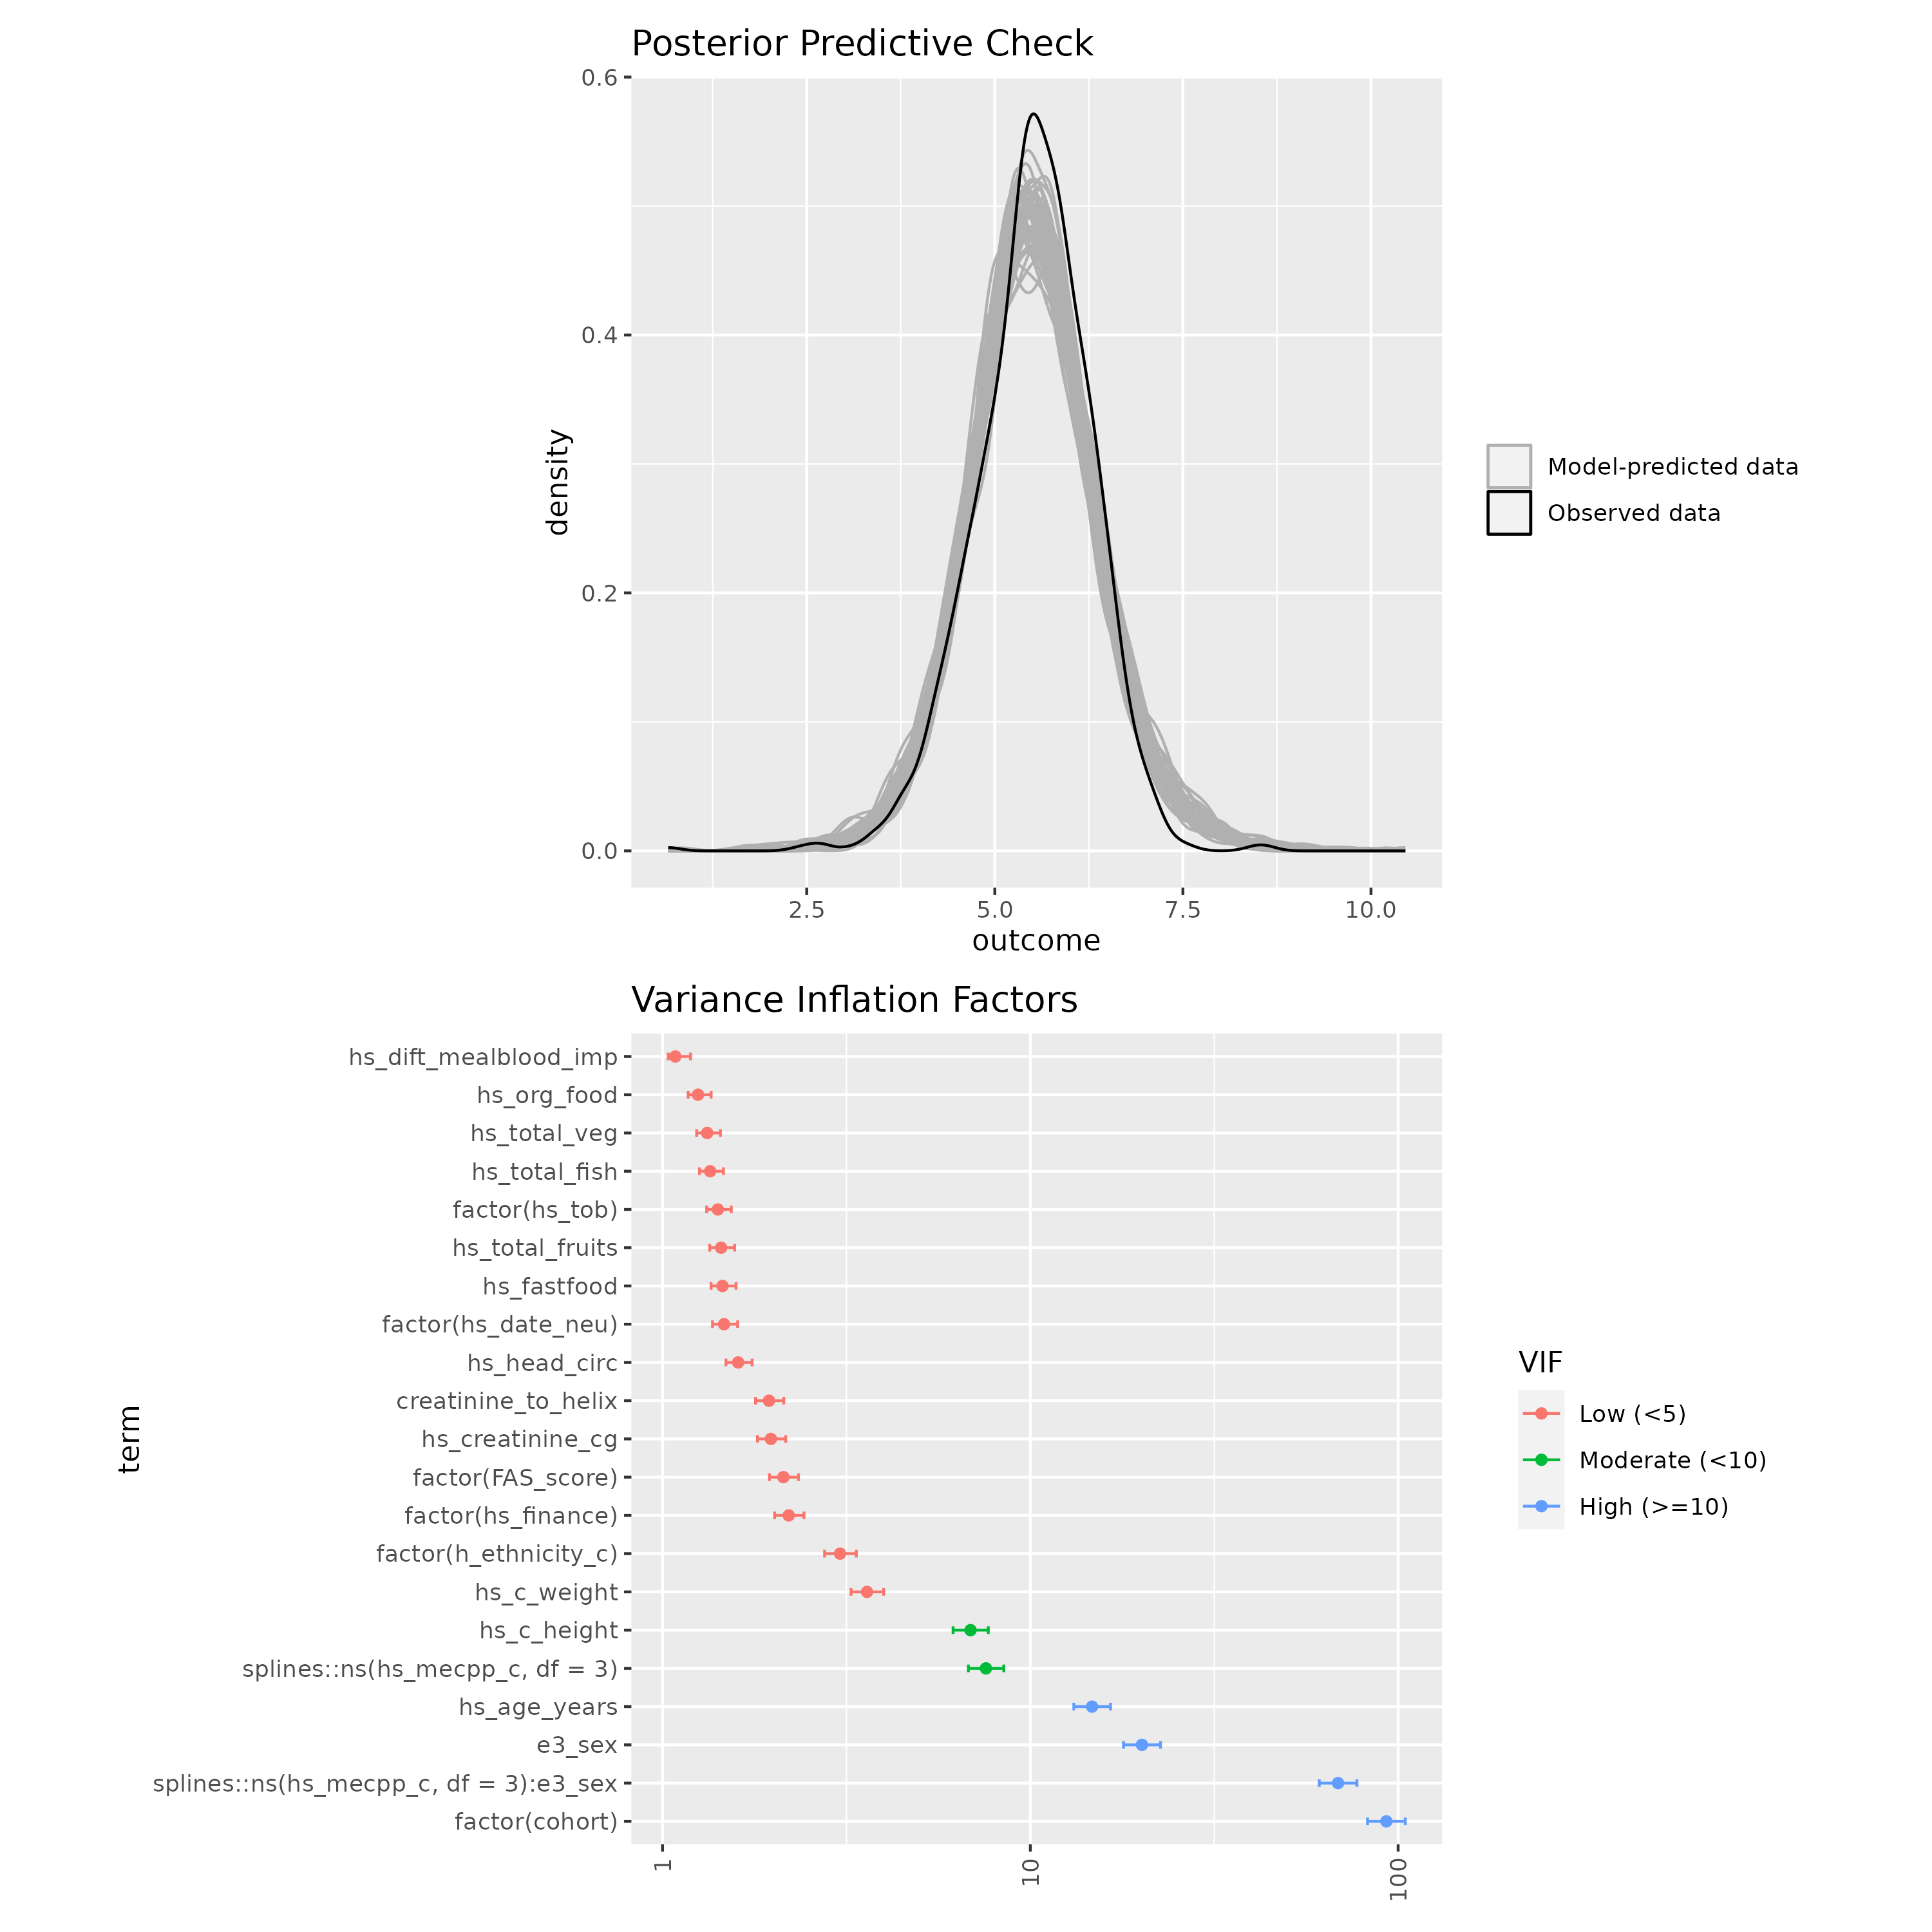 Posterior Predictive Check
0.6
0.4
0.2
0.0
density
2.5 5.0 7.5 10.0
outcome
Model-predicted data
Observed data
Variance Inflation Factors
term
hs_dift_mealblood_imp
hs_org_food
hs_total_veg
hs_total_fish
factor(hs_tob)
hs_total_fruits
hs_fastfood
factor(hs_date_neu)
hs_head_circ
creatinine_to_helix
hs_creatinine_cg
factor(FAS_score)
factor(hs_finance)
factor(h_ethnicity_c)
hs_c_weight
hs_c_height
splines::ns(hs_mecpp_c, df = 3)
hs_age_years
e3_sex
splines::ns(hs_mecpp_c, df = 3):e3_sex
factor(cohort)
1 10 100
VIF
Low (<5)
Moderate (<10)
High (>=10)